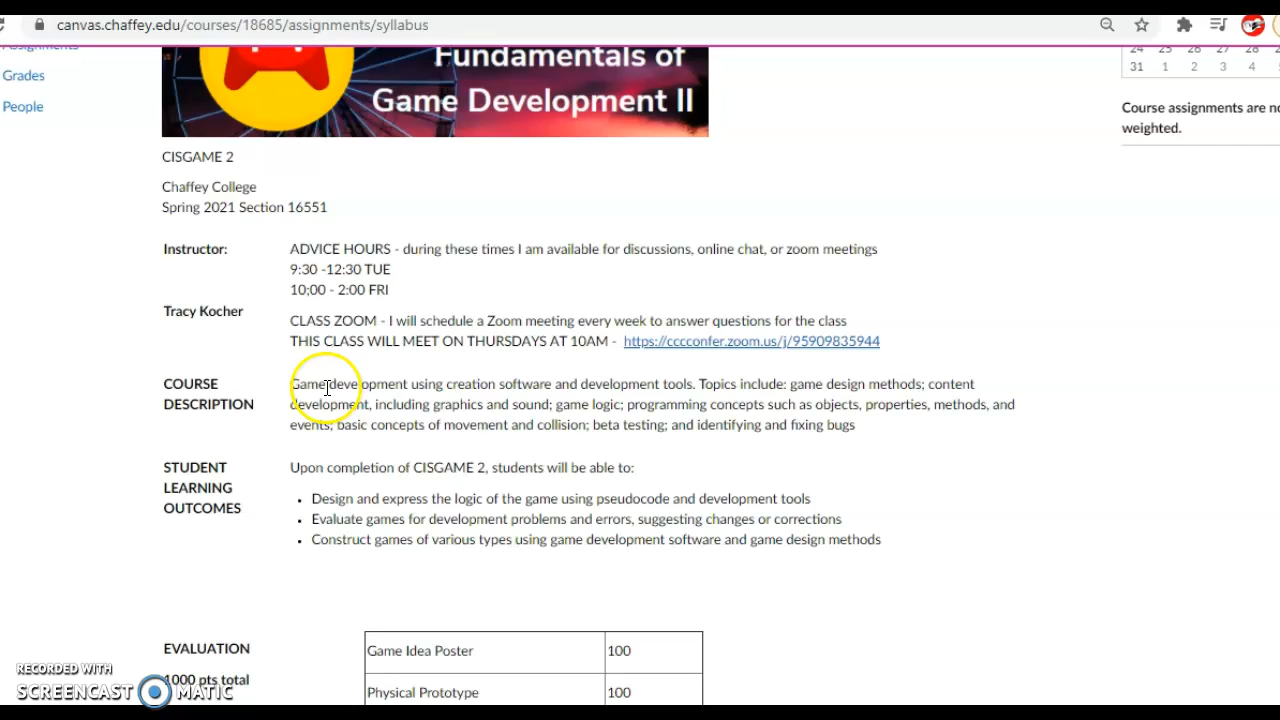 canvas.chaffey.edu/courses/18685/assignments/syllabus
Assignments
Grades
People
Fundamentals of
Game Development II
24 25 26 27 28
31 1 2 3 4
Course assignments are no
weighted.
CISGAME 2
Chaffey College
Spring 2021 Section 16551
Instructor:
Tracy Kocher
ADVICE HOURS - during these times I am available for discussions, online chat, or zoom meetings
9:30 -12:30 TUE
10;00 - 2:00 FRI
CLASS ZOOM - I will schedule a Zoom meeting every week to answer questions for the class
THIS CLASS WILL MEET ON THURSDAYS AT 10AM - https://cccconfer.zoom.us/j/95909835944
COURSE
DESCRIPTION
Game development using creation software and development tools. Topics include: game design methods; content
development, including graphics and sound; game logic; programming concepts such as objects, properties, methods, and
events; basic concepts of movement and collision; beta testing; and identifying and fixing bugs
STUDENT
LEARNING
OUTCOMES
Upon completion of CISGAME 2, students will be able to:
• Design and express the logic of the game using pseudocode and development tools
• Evaluate games for development problems and errors, suggesting changes or corrections
• Construct games of various types using game development software and game design methods
EVALUATION
1000 pts total
Game Idea Poster 100
Physical Prototype 100
RECORDED WITH
SCREENCAST MATIC